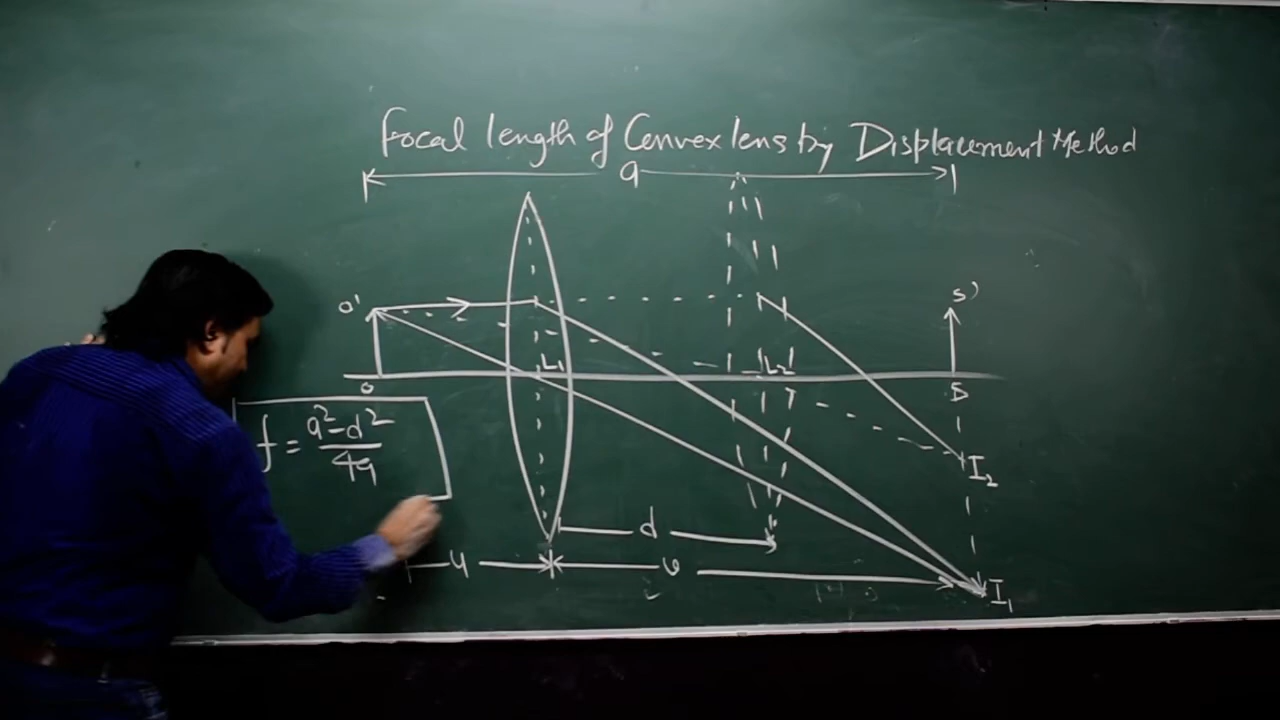 Focal length of Convex lens by Displacement Method
a
O' S'
L1 L2
O S
f = a²-d² / 4a
I2
d
u v
I1